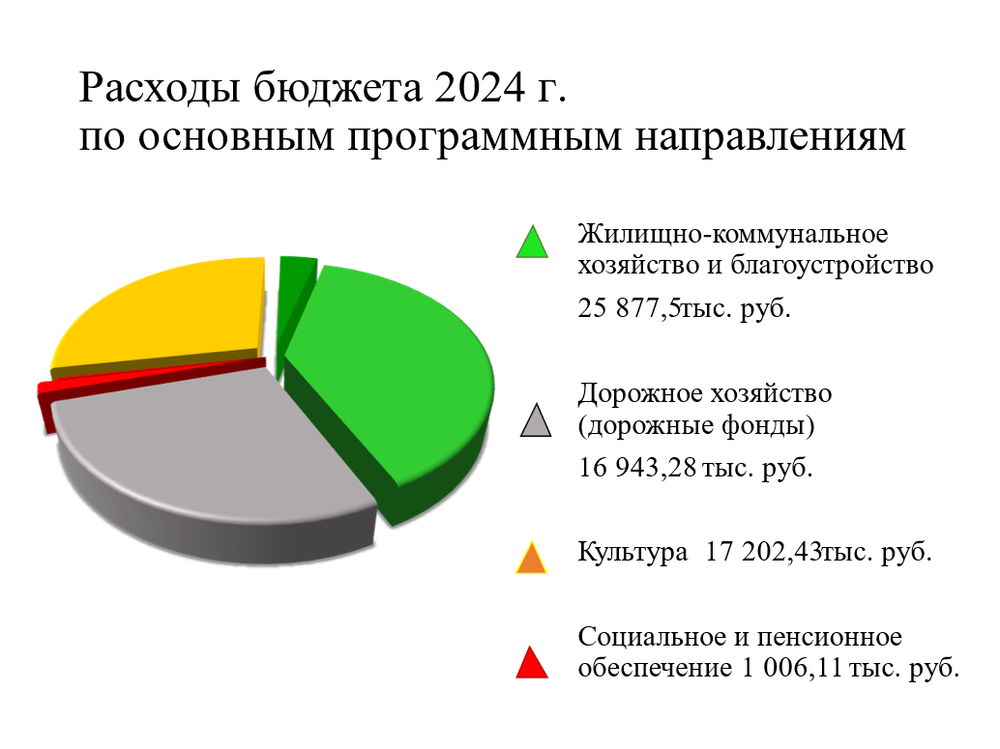 Расходы бюджета 2024 г.
по основным программным направлениям
Жилищно-коммунальное
хозяйство и благоустройство
25 877,5тыс. руб.
Дорожное хозяйство
(дорожные фонды)
16 943,28 тыс. руб.
Культура 17 202,43тыс. руб.
Социальное и пенсионное
обеспечение 1 006,11 тыс. руб.